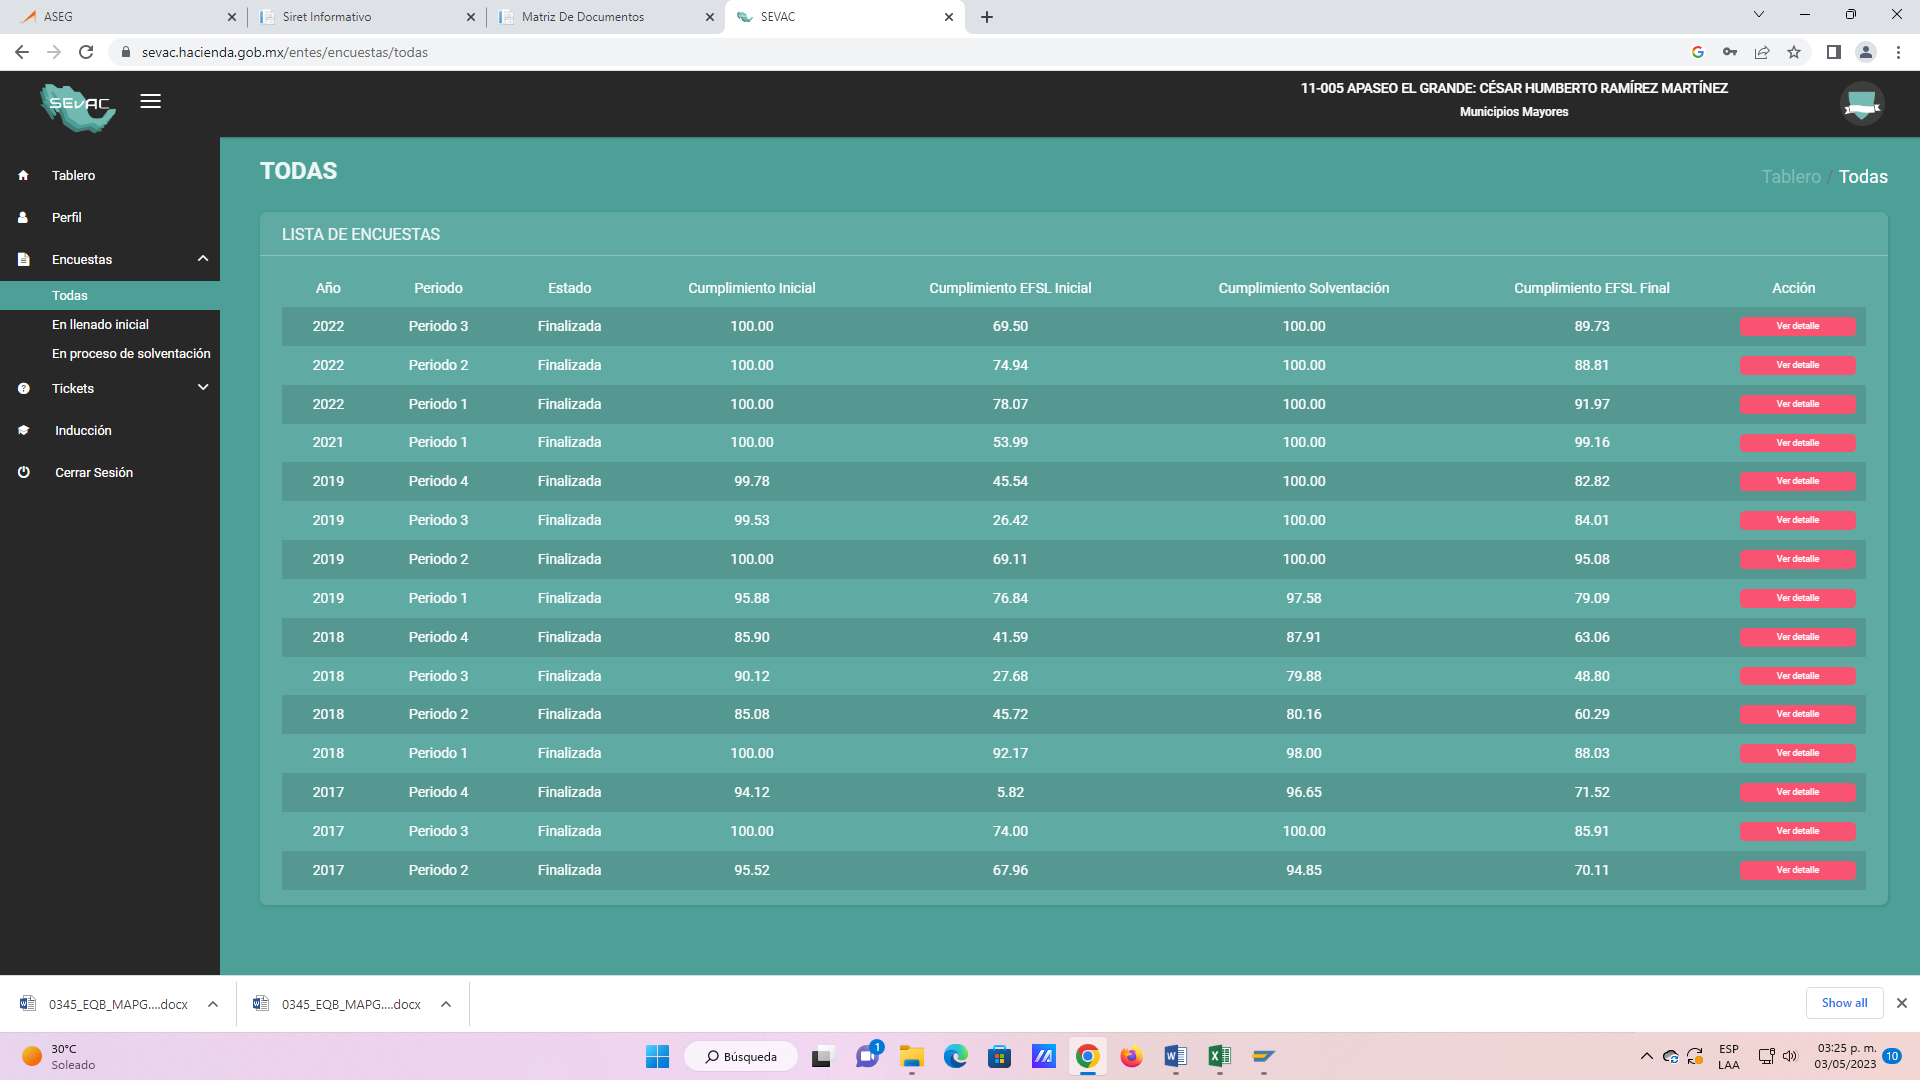 ASEG
Siret Informativo
Matriz De Documentos
SEVAC
sevac.hacienda.gob.mx/entes/encuestas/todas
SEvAC
11-005 APASEO EL GRANDE: CÉSAR HUMBERTO RAMÍREZ MARTÍNEZ
Municipios Mayores
Tablero
Perfil
Encuestas
Todas
En llenado inicial
En proceso de solventación
Tickets
Inducción
Cerrar Sesión
TODAS
Tablero / Todas
LISTA DE ENCUESTAS
Año Periodo Estado Cumplimiento Inicial Cumplimiento EFSL Inicial Cumplimiento Solventación Cumplimiento EFSL Final Acción
2022 Periodo 3 Finalizada 100.00 69.50 100.00 89.73 Ver detalle
2022 Periodo 2 Finalizada 100.00 74.94 100.00 88.81 Ver detalle
2022 Periodo 1 Finalizada 100.00 78.07 100.00 91.97 Ver detalle
2021 Periodo 1 Finalizada 100.00 53.99 100.00 99.16 Ver detalle
2019 Periodo 4 Finalizada 99.78 45.54 100.00 82.82 Ver detalle
2019 Periodo 3 Finalizada 99.53 26.42 100.00 84.01 Ver detalle
2019 Periodo 2 Finalizada 100.00 69.11 100.00 95.08 Ver detalle
2019 Periodo 1 Finalizada 95.88 76.84 97.58 79.09 Ver detalle
2018 Periodo 4 Finalizada 85.90 41.59 87.91 63.06 Ver detalle
2018 Periodo 3 Finalizada 90.12 27.68 79.88 48.80 Ver detalle
2018 Periodo 2 Finalizada 85.08 45.72 80.16 60.29 Ver detalle
2018 Periodo 1 Finalizada 100.00 92.17 98.00 88.03 Ver detalle
2017 Periodo 4 Finalizada 94.12 5.82 96.65 71.52 Ver detalle
2017 Periodo 3 Finalizada 100.00 74.00 100.00 85.91 Ver detalle
2017 Periodo 2 Finalizada 95.52 67.96 94.85 70.11 Ver detalle
0345_EQB_MAPG....docx
0345_EQB_MAPG....docx
Show all
30°C
Soleado
Búsqueda
1
ESP
LAA
03:25 p. m.
03/05/2023
10